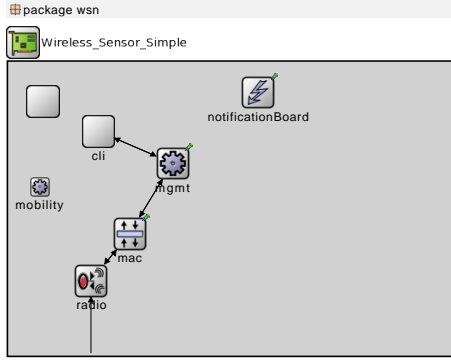 package wsn
Wireless_Sensor_Simple
notificationBoard
cli
mgmt
mobility
mac
radio